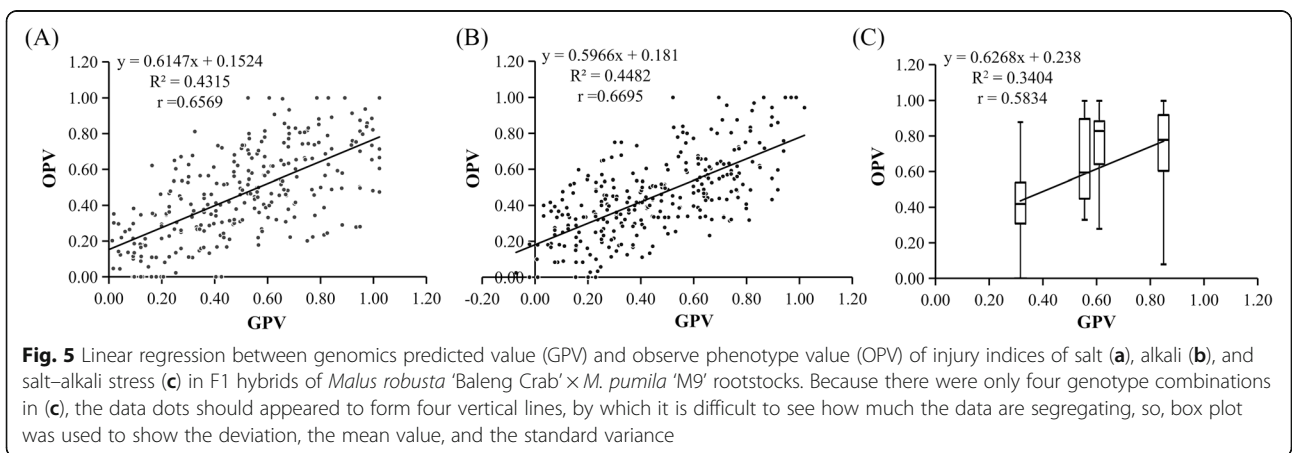 (A)
y = 0.6147x + 0.1524
R² = 0.4315
r=0.6569
1.20
1.00
0.80
0.60
0.40
0.20
0.00
OPV
0.00 0.20 0.40 0.60 0.80 1.00 1.20
GPV
(B)
y = 0.5966x + 0.181
R² = 0.4482
r =0.6695
1.20
1.00
0.80
0.60
0.40
0.20
0.00
OPV
-0.20 0.00 0.20 0.40 0.60 0.80 1.00 1.20
GPV
(C)
y = 0.6268x + 0.238
R² = 0.3404
r = 0.5834
1.20
1.00
0.80
0.60
0.40
0.20
0.00
OPV
0.00 0.20 0.40 0.60 0.80 1.00 1.20
GPV
Fig. 5 Linear regression between genomics predicted value (GPV) and observe phenotype value (OPV) of injury indices of salt (a), alkali (b), and
salt–alkali stress (c) in F1 hybrids of Malus robusta ‘Baleng Crab’ × M. pumila ‘M9’ rootstocks. Because there were only four genotype combinations
in (c), the data dots should appeared to form four vertical lines, by which it is difficult to see how much the data are segregating, so, box plot
was used to show the deviation, the mean value, and the standard variance